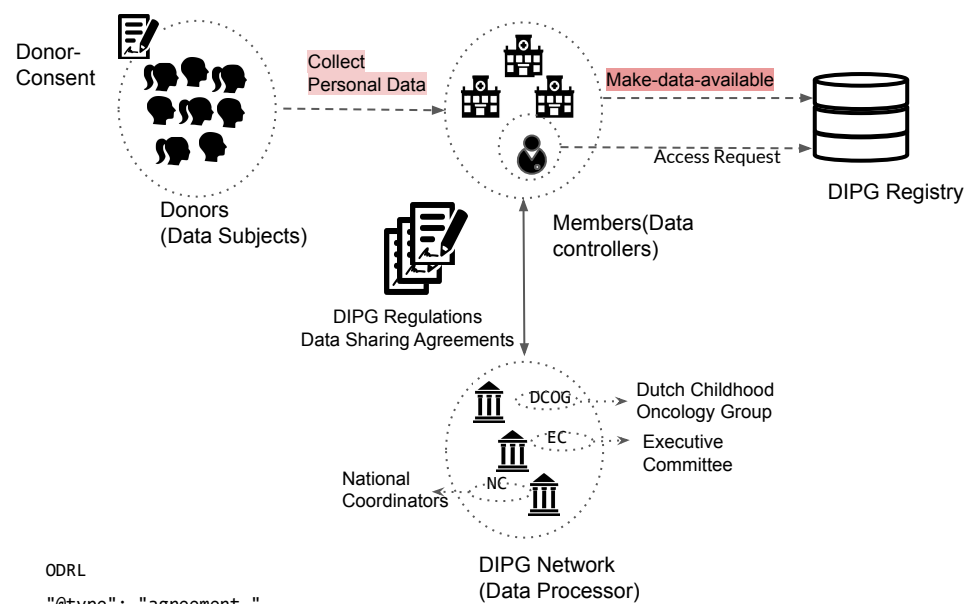 Donor-
Consent
Collect
Personal Data
Make-data-available
Access Request
DIPG Registry
Donors
(Data Subjects)
Members(Data
controllers)
DIPG Regulations
Data Sharing Agreements
DCOG
Dutch Childhood
Oncology Group
EC
Executive
Committee
National
Coordinators
NC
DIPG Network
(Data Processor)
ODRL
"@type": "agreement "